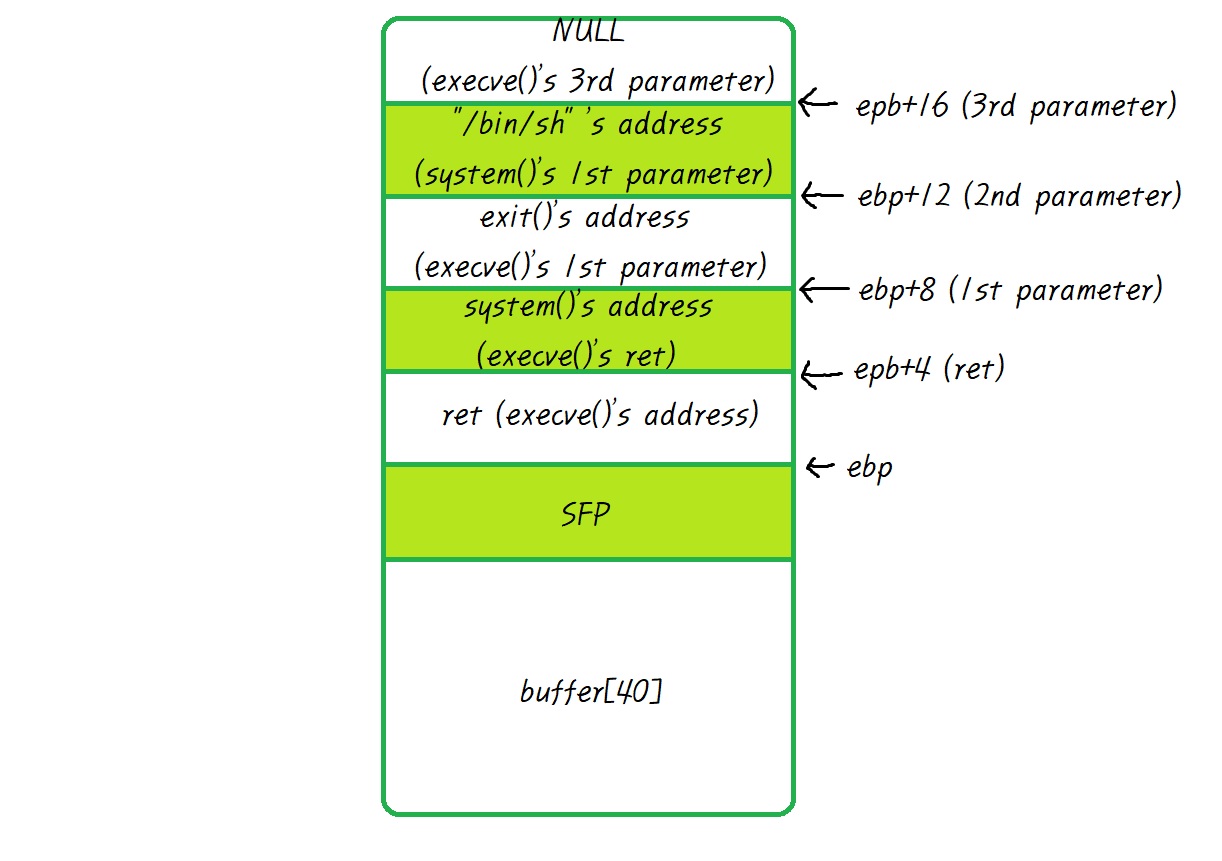 NULL
(execve()'s 3rd parameter)
epb+16 (3rd parameter)
"/bin/sh" 's address
(system()'s 1st parameter)
ebp+12 (2nd parameter)
exit()'s address
(execve()'s 1st parameter)
ebp+8 (1st parameter)
system()'s address
(execve()'s ret)
epb+4 (ret)
ret (execve()'s address)
ebp
SFP
buffer[40]